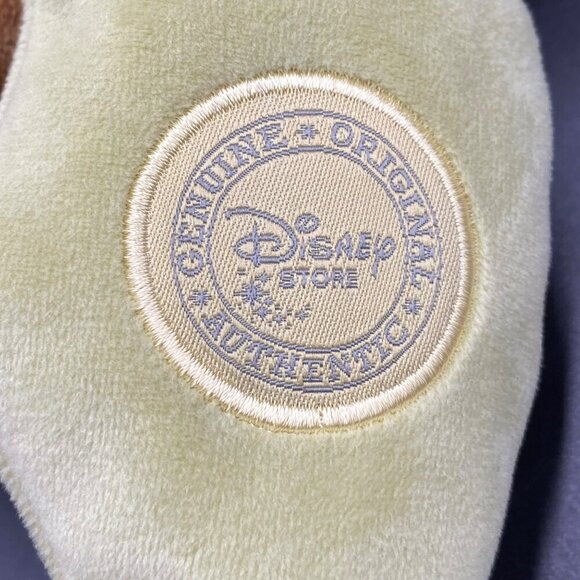 GENUINE * ORIGINAL * AUTHENTIC *
Disney
STORE